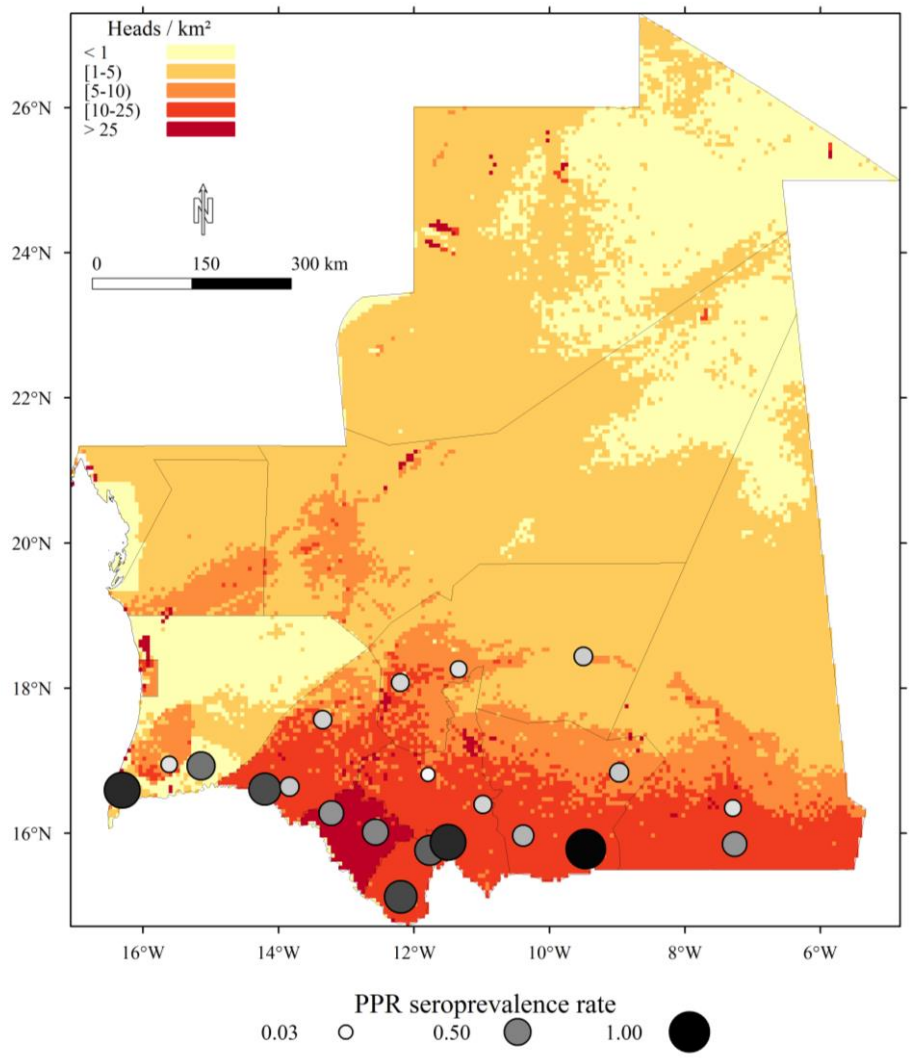 Heads / km²
< 1
[1-5)
[5-10)
[10-25)
> 25
N
0 150 300 km
26°N
24°N
22°N
20°N
18°N
16°N
16°W 14°W 12°W 10°W 8°W 6°W
PPR seroprevalence rate
0.03 0.50 1.00